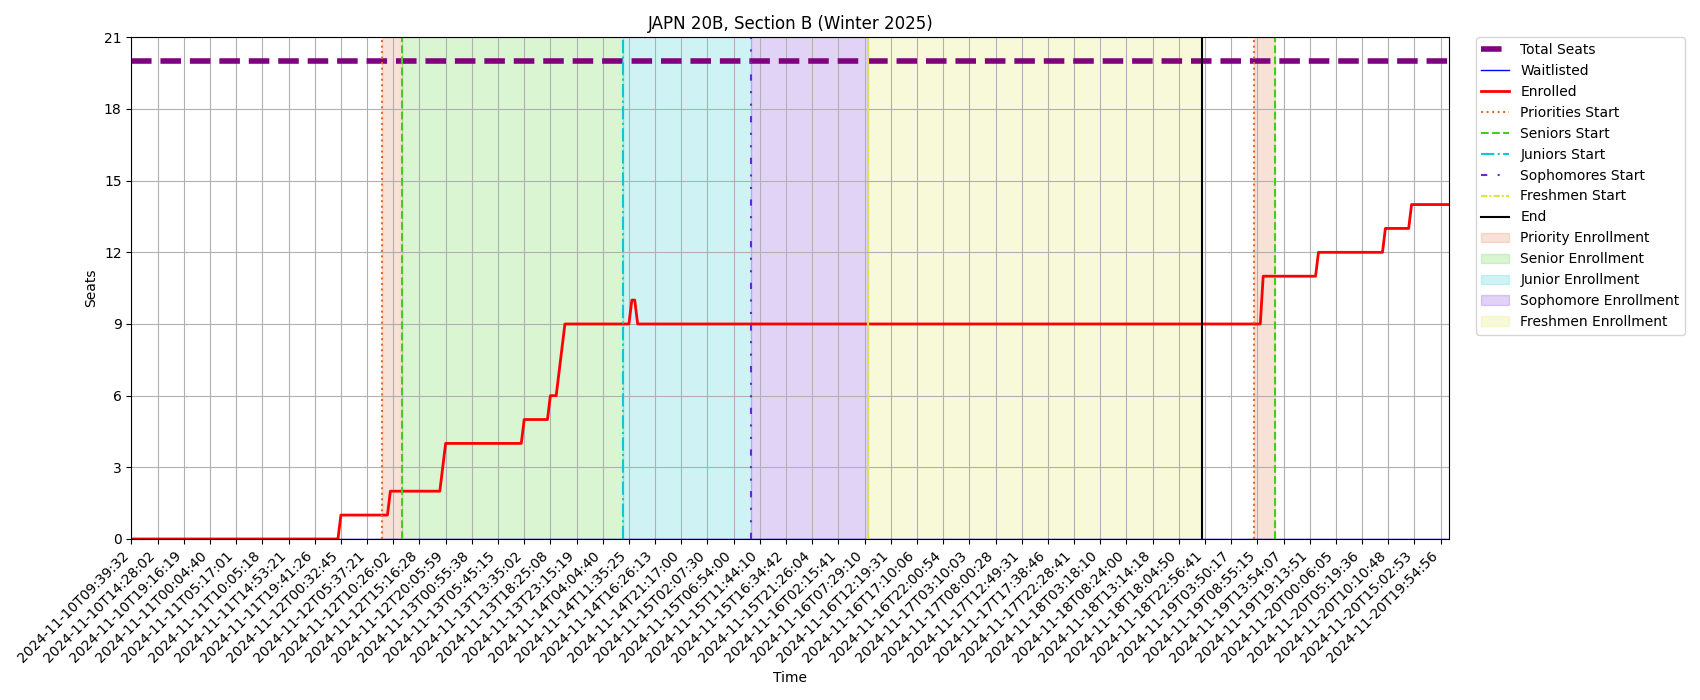 JAPN 20B, Section B (Winter 2025)
21
18
15
12
9
6
3
0
Seats
2024-11-10T09:39:32
2024-11-10T14:28:02
2024-11-10T19:16:19
2024-11-11T00:04:40
2024-11-11T05:17:01
2024-11-11T10:05:18
2024-11-11T14:53:21
2024-11-11T19:41:26
2024-11-12T00:32:45
2024-11-12T05:37:21
2024-11-12T10:26:02
2024-11-12T15:16:28
2024-11-12T20:05:59
2024-11-13T00:55:38
2024-11-13T05:45:15
2024-11-13T13:35:02
2024-11-13T18:25:08
2024-11-13T23:15:19
2024-11-14T04:04:40
2024-11-14T11:35:25
2024-11-14T16:26:13
2024-11-14T21:17:00
2024-11-15T02:07:30
2024-11-15T06:54:00
2024-11-15T11:44:10
2024-11-15T16:34:42
2024-11-15T21:26:04
2024-11-16T02:15:41
2024-11-16T07:29:10
2024-11-16T12:19:31
2024-11-16T17:10:06
2024-11-16T22:00:54
2024-11-17T03:10:03
2024-11-17T08:00:28
2024-11-17T12:49:31
2024-11-17T17:38:46
2024-11-17T22:28:41
2024-11-18T03:18:10
2024-11-18T08:24:00
2024-11-18T13:14:18
2024-11-18T18:04:50
2024-11-18T22:56:41
2024-11-19T03:50:17
2024-11-19T08:55:15
2024-11-19T13:54:07
2024-11-19T19:13:51
2024-11-20T00:06:05
2024-11-20T05:19:36
2024-11-20T10:10:48
2024-11-20T15:02:53
2024-11-20T19:54:56
Time
Total Seats
Waitlisted
Enrolled
Priorities Start
Seniors Start
Juniors Start
Sophomores Start
Freshmen Start
End
Priority Enrollment
Senior Enrollment
Junior Enrollment
Sophomore Enrollment
Freshmen Enrollment